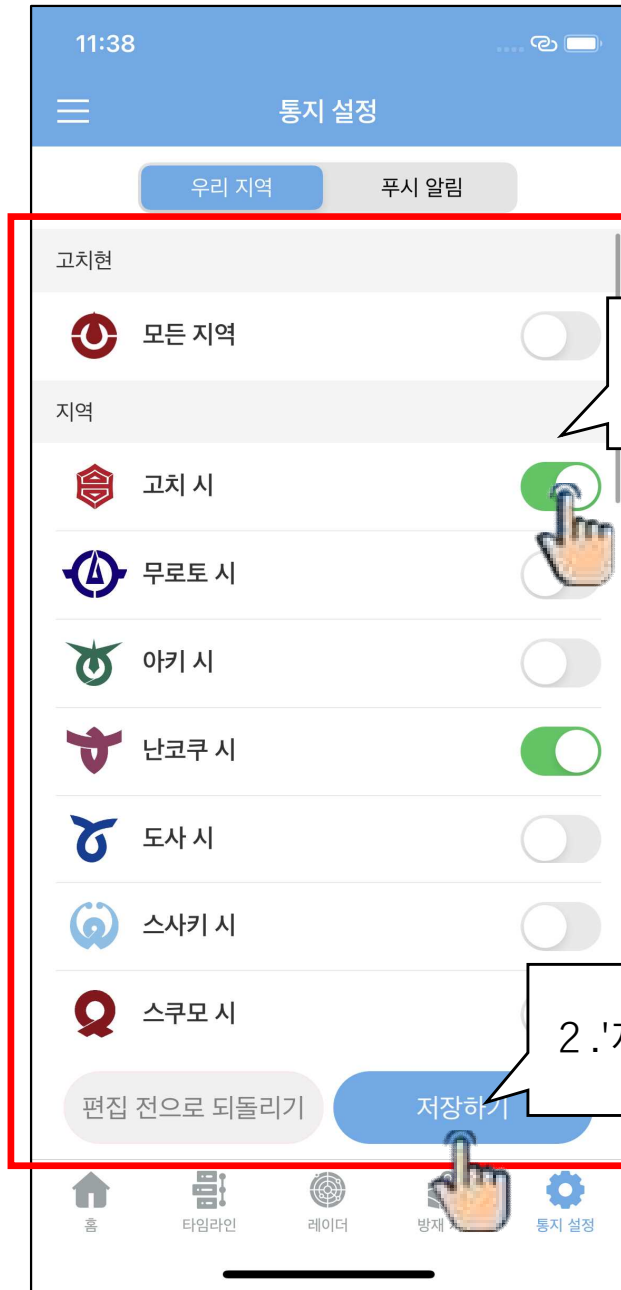 11:38
통지 설정
우리 지역 푸시 알림
고치현
모든 지역
지역
고치 시
무로토 시
아키 시
난코쿠 시
도사 시
스사키 시
스쿠모 시
2.'
편집 전으로 되돌리기 저장하기
홈 타임라인 레이더 방재 통지 설정